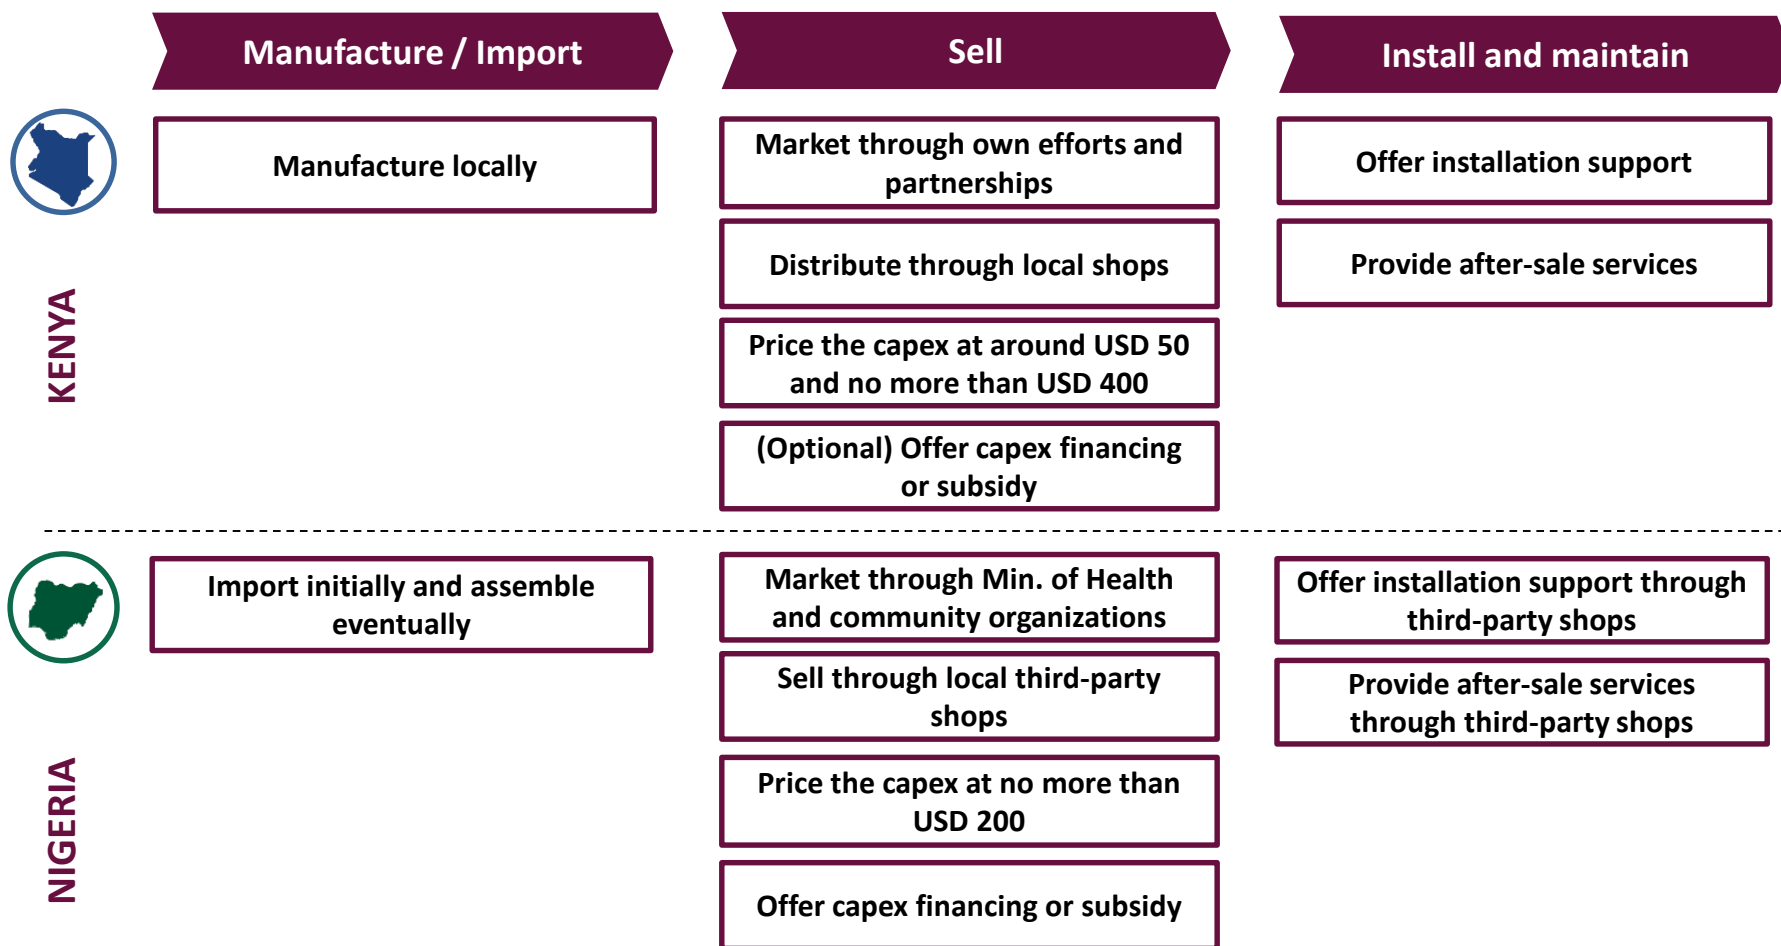 Manufacture / Import
Sell
Install and maintain
KENYA
Manufacture locally
Market through own efforts and
partnerships
Distribute through local shops
Price the capex at around USD 50
and no more than USD 400
(Optional) Offer capex financing
or subsidy
Offer installation support
Provide after-sale services
NIGERIA
Import initially and assemble
eventually
Market through Min. of Health
and community organizations
Sell through local third-party
shops
Price the capex at no more than
USD 200
Offer capex financing or subsidy
Offer installation support through
third-party shops
Provide after-sale services
through third-party shops